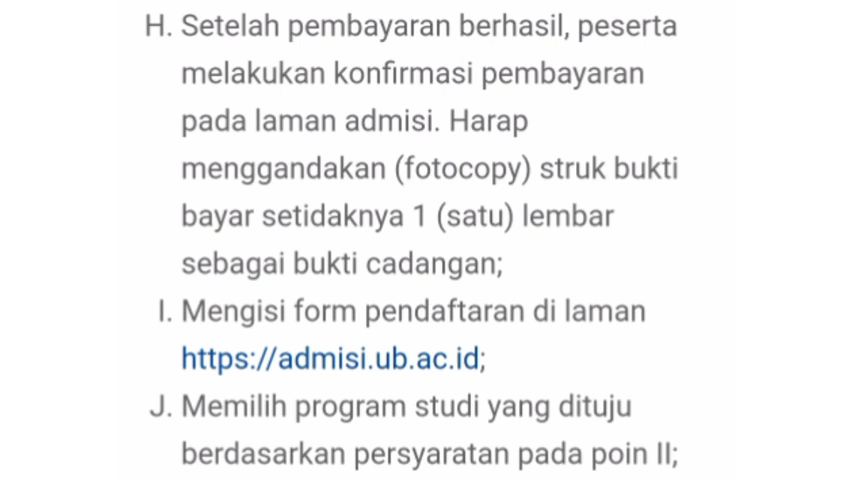 H. Setelah pembayaran berhasil, peserta
melakukan konfirmasi pembayaran
pada laman admisi. Harap
menggandakan (fotocopy) struk bukti
bayar setidaknya 1 (satu) lembar
sebagai bukti cadangan;
I. Mengisi form pendaftaran di laman
https://admisi.ub.ac.id;
J. Memilih program studi yang dituju
berdasarkan persyaratan pada poin II;